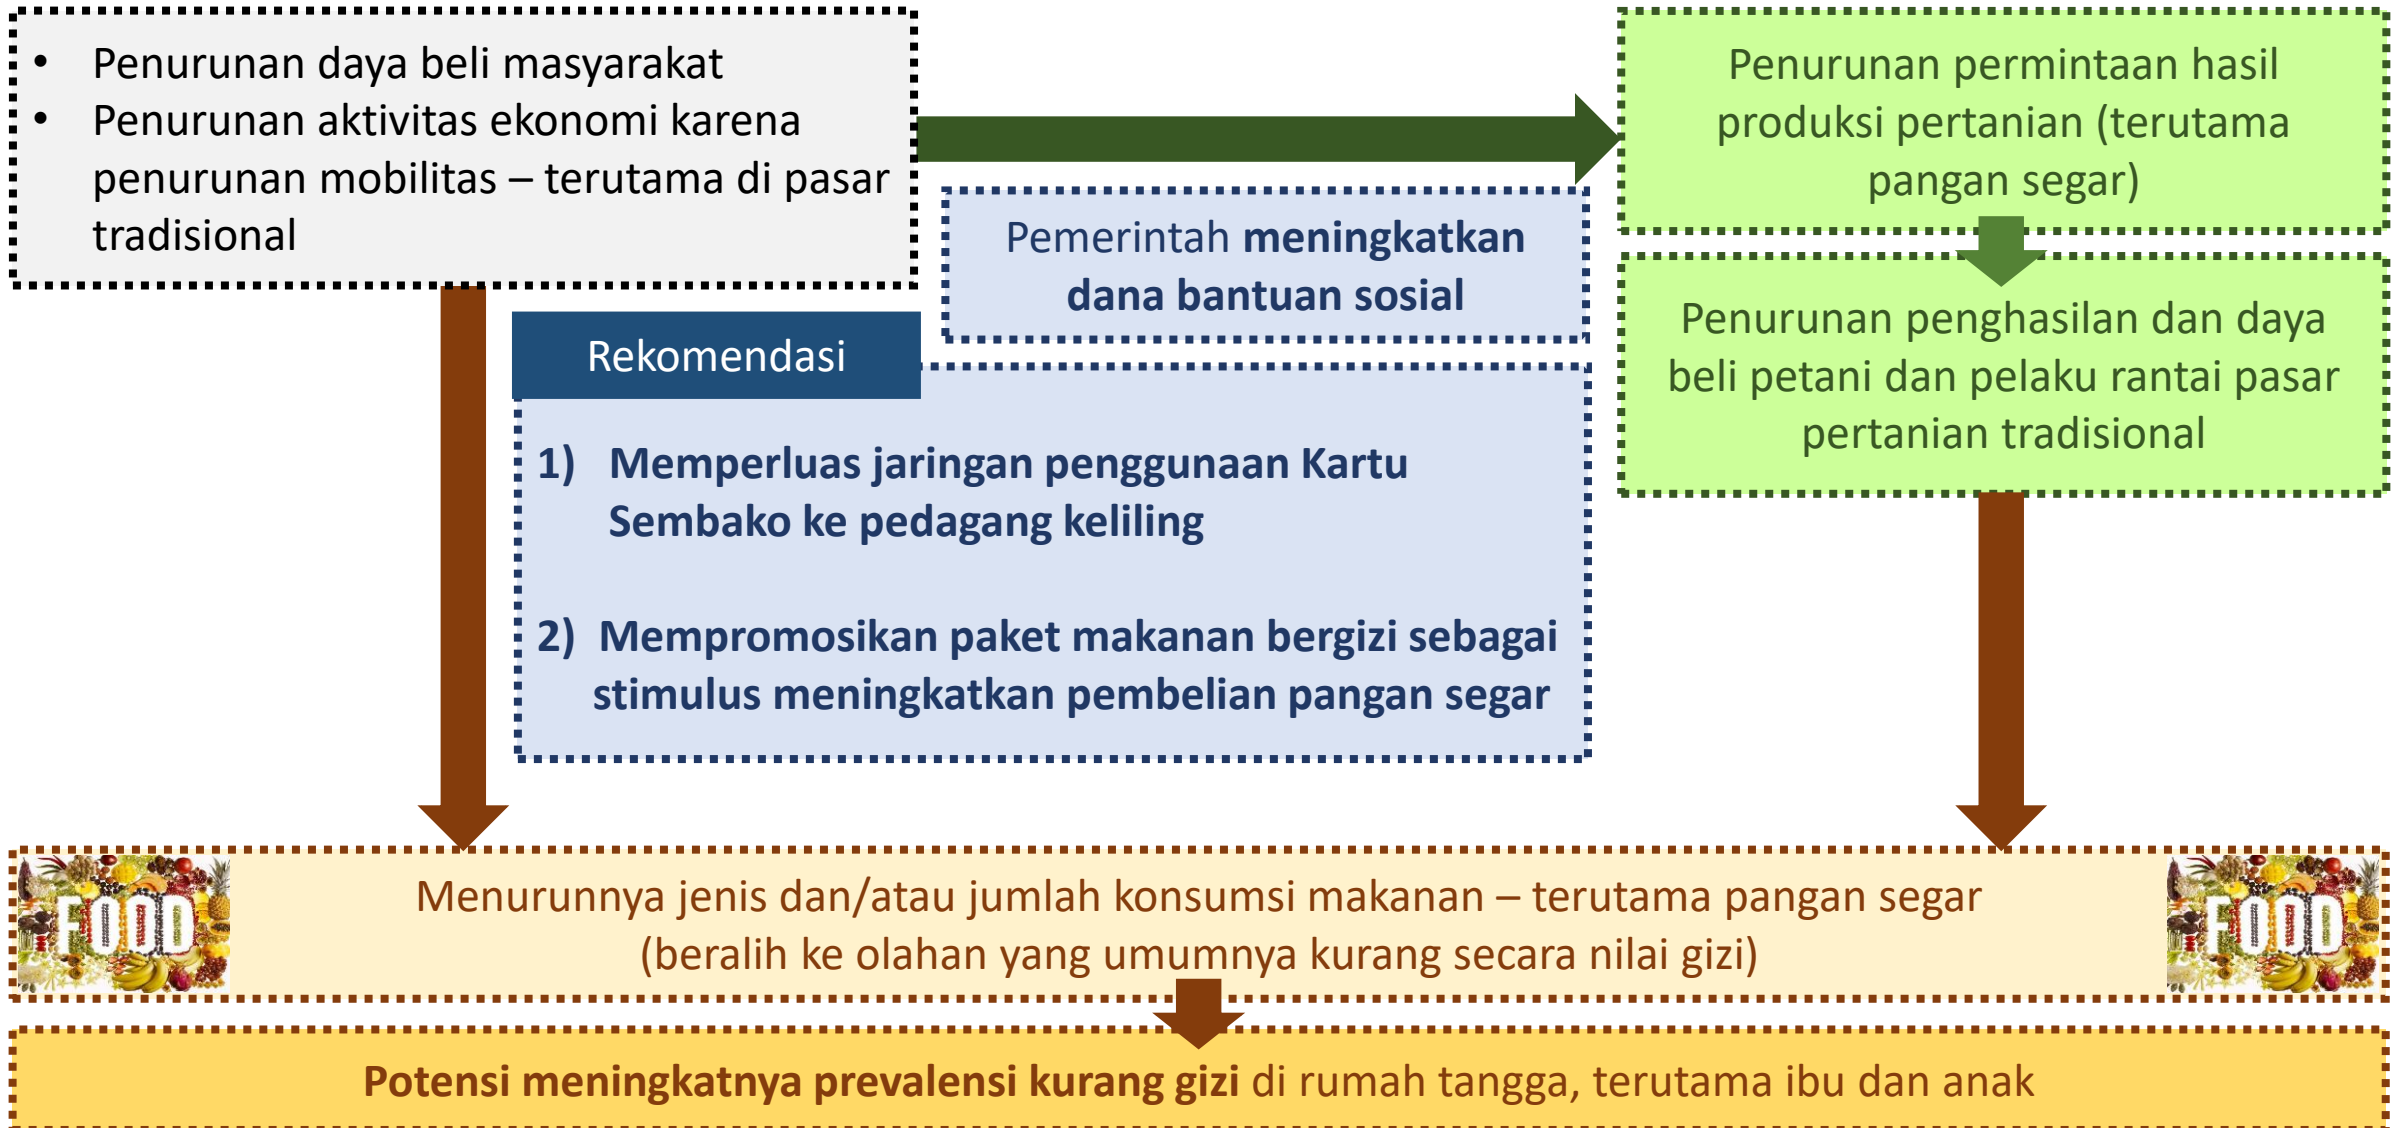 • Penurunan daya beli masyarakat
• Penurunan aktivitas ekonomi karena
penurunan mobilitas – terutama di pasar
tradisional
Penurunan permintaan hasil
produksi pertanian (terutama
pangan segar)
Pemerintah meningkatkan
dana bantuan sosial
Penurunan penghasilan dan daya
beli petani dan pelaku rantai pasar
pertanian tradisional
Rekomendasi
1) Memperluas jaringan penggunaan Kartu
Sembako ke pedagang keliling
2) Mempromosikan paket makanan bergizi sebagai
stimulus meningkatkan pembelian pangan segar
FOOD
Menurunnya jenis dan/atau jumlah konsumsi makanan – terutama pangan segar
(beralih ke olahan yang umumnya kurang secara nilai gizi)
FOOD
Potensi meningkatnya prevalensi kurang gizi di rumah tangga, terutama ibu dan anak